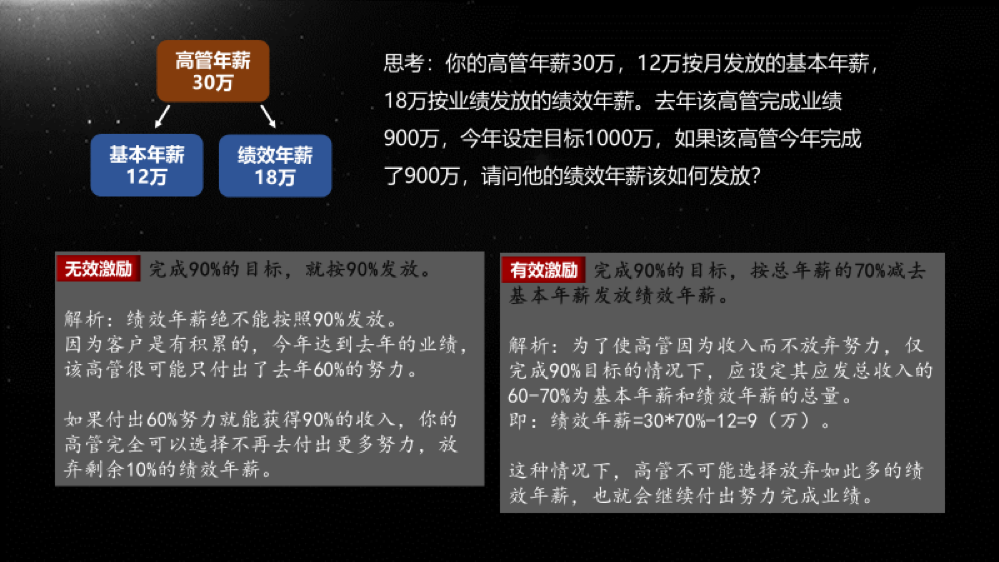 高管年薪
30万
基本年薪
12万
绩效年薪
18万
思考：你的高管年薪30万，12万按月发放的基本年薪，
18万按业绩发放的绩效年薪。去年该高管完成业绩
900万，今年设定目标1000万，如果该高管今年完成
了900万，请问他的绩效年薪该如何发放？
无效激励 完成90%的目标，就按90%发放。
解析：绩效年薪绝不能按照90%发放。
因为客户是有积累的，今年达到去年的业绩，
该高管很可能只付出了去年60%的努力。
如果付出60%努力就能获得90%的收入，你的
高管完全可以选择不再去付出更多努力，放
弃剩余10%的绩效年薪。
有效激励 完成90%的目标，按总年薪的70%减去
基本年薪发放绩效年薪。
解析：为了使高管因为收入而不放弃努力，仅
完成90%目标的情况下，应设定其应发总收入的
60-70%为基本年薪和绩效年薪的总量。
即：绩效年薪=30*70%-12=9（万）。
这种情况下，高管不可能选择放弃如此多的绩
效年薪，也就会继续付出努力完成业绩。